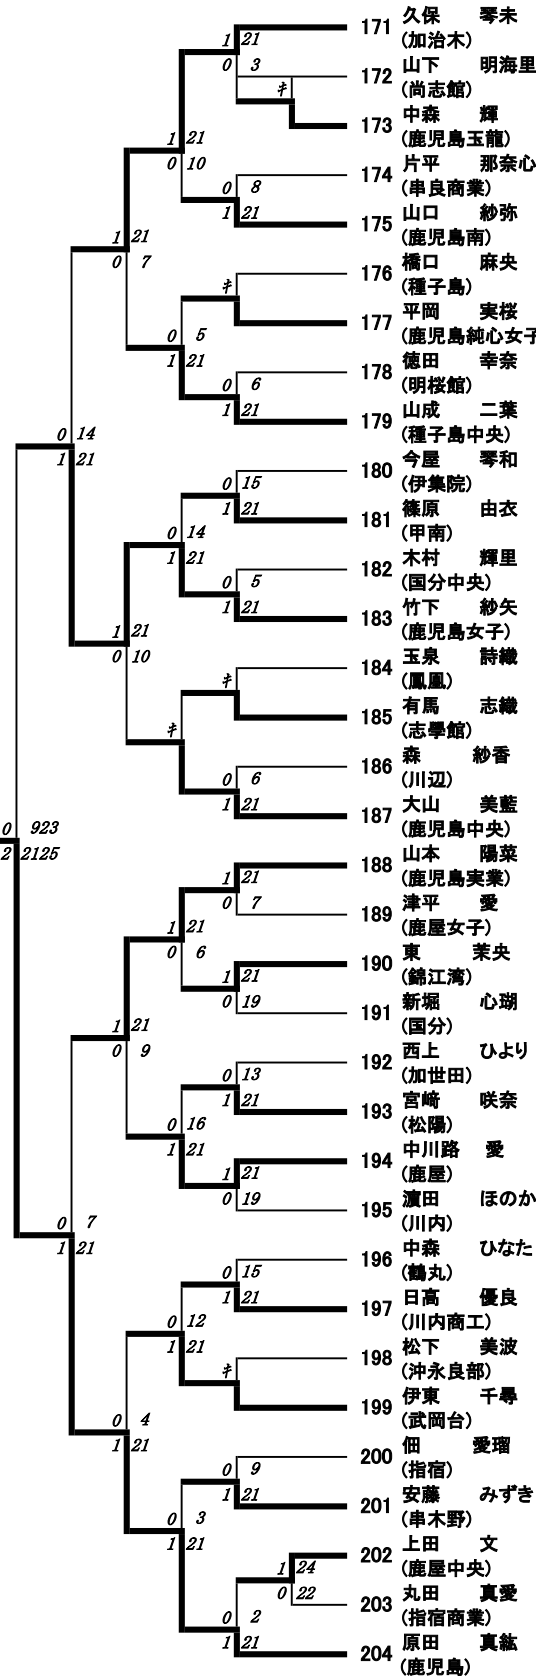 171 久保 琴未
(加治木)
1 21
0 3
172 山下 明海里
(尚志館)
キ
173 中森 輝
(鹿児島玉龍)
1 21
0 10
174 片平 那奈心
(串良商業)
0 8
1 21
175 山口 紗弥
(鹿児島南)
1 21
0 7
176 橋口 麻央
(種子島)
キ
177 平岡 実桜
(鹿児島純心女子
0 5
1 21
178 徳田 幸奈
(明桜館)
0 6
1 21
179 山成 二葉
(種子島中央)
0 14
1 21
180 今屋 琴和
(伊集院)
0 15
1 21
181 篠原 由衣
(甲南)
0 14
1 21
182 木村 輝里
(国分中央)
0 5
1 21
183 竹下 紗矢
(鹿児島女子)
1 21
0 10
184 玉泉 詩織
(鳳凰)
キ
185 有馬 志織
(志學館)
キ
186 森 紗香
(川辺)
0 6
1 21
187 大山 美藍
(鹿児島中央)
0 923
2 2125
188 山本 陽菜
(鹿児島実業)
1 21
0 7
189 津平 愛
(鹿屋女子)
1 21
0 6
190 東 茉央
(錦江湾)
1 21
0 19
191 新堀 心瑚
(国分)
1 21
0 9
192 西上 ひより
(加世田)
0 13
1 21
193 宮﨑 咲奈
(松陽)
0 16
1 21
194 中川路 愛
(鹿屋)
1 21
0 19
195 濵田 ほのか
(川内)
0 7
1 21
196 中森 ひなた
(鶴丸)
0 15
1 21
197 日高 優良
(川内商工)
0 12
1 21
198 松下 美波
(沖永良部)
キ
199 伊東 千尋
(武岡台)
0 4
1 21
200 佃 愛瑠
(指宿)
0 9
1 21
201 安藤 みずき
(串木野)
0 3
1 21
202 上田 文
(鹿屋中央)
1 24
0 22
203 丸田 真愛
(指宿商業)
0 2
1 21
204 原田 真紘
(鹿児島)